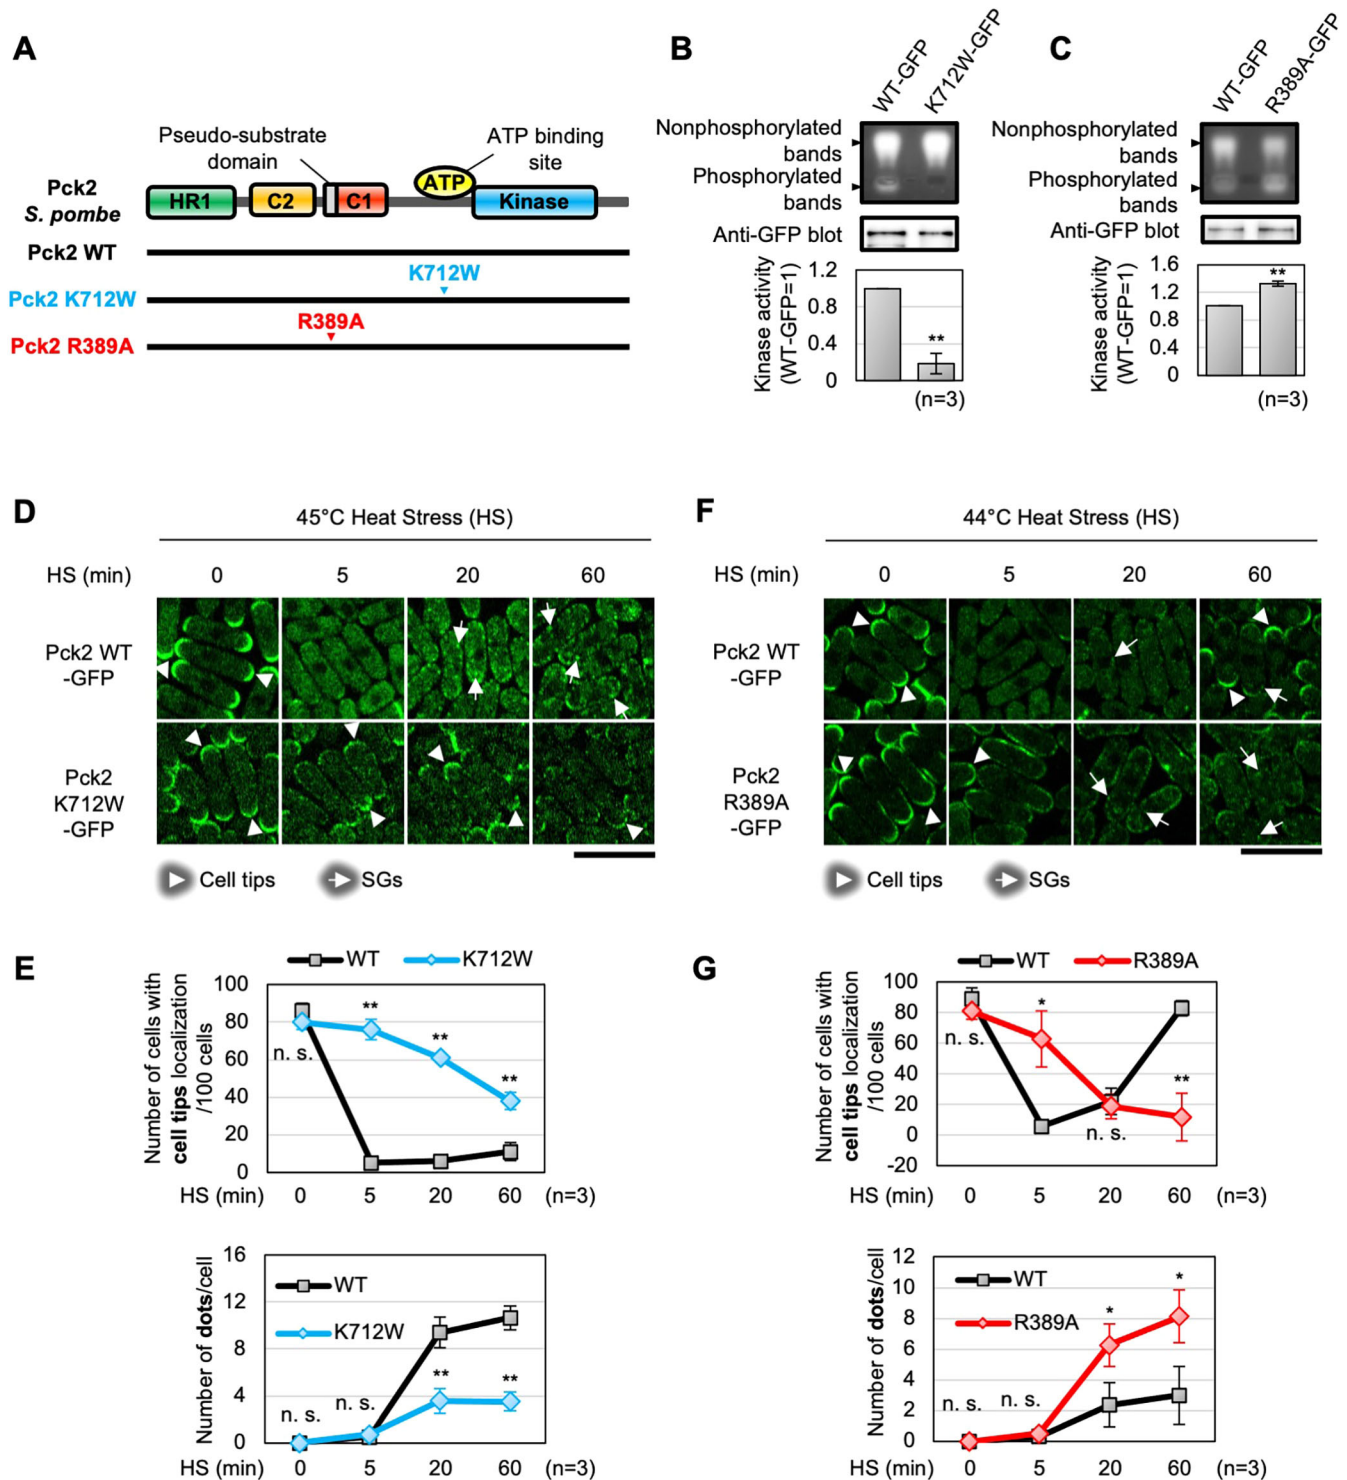 A
Pseudo-substrate
domain
ATP binding
site
Pck2
S. pombe
HR1
C2
C1
ATP
Kinase
Pck2 WT
K712W
Pck2 K712W
R389A
Pck2 R389A
B
WT-GFP
K712W-GFP
Nonphosphorylated
bands
Phosphorylated
bands
Anti-GFP blot
Kinase activity
(WT-GFP=1)
1.2
0.8
0.4
0
**
(n=3)
C
WT-GFP
R389A-GFP
Nonphosphorylated
bands
Phosphorylated
bands
Anti-GFP blot
Kinase activity
(WT-GFP=1)
1.6
1.2
0.8
0.4
0
**
(n=3)
D
45°C Heat Stress (HS)
HS (min) 0 5 20 60
Pck2 WT
-GFP
Pck2
K712W
-GFP
Cell tips
SGs
F
44°C Heat Stress (HS)
HS (min) 0 5 20 60
Pck2 WT
-GFP
Pck2
R389A
-GFP
Cell tips
SGs
E
WT K712W
Number of cells with
cell tips localization
/100 cells
100
80
60
40
20
0
n. s.
**
**
**
HS (min) 0 5 20 60 (n=3)
Number of dots/cell
16
12
8
4
0
WT
K712W
n. s.
n. s.
**
**
HS (min) 0 5 20 60 (n=3)
G
WT R389A
Number of cells with
cell tips localization
/100 cells
100
80
60
40
20
0
-20
n. s.
*
n. s.
**
HS (min) 0 5 20 60 (n=3)
Number of dots/cell
12
10
8
6
4
2
0
WT
R389A
n. s.
n. s.
*
*
HS (min) 0 5 20 60 (n=3)